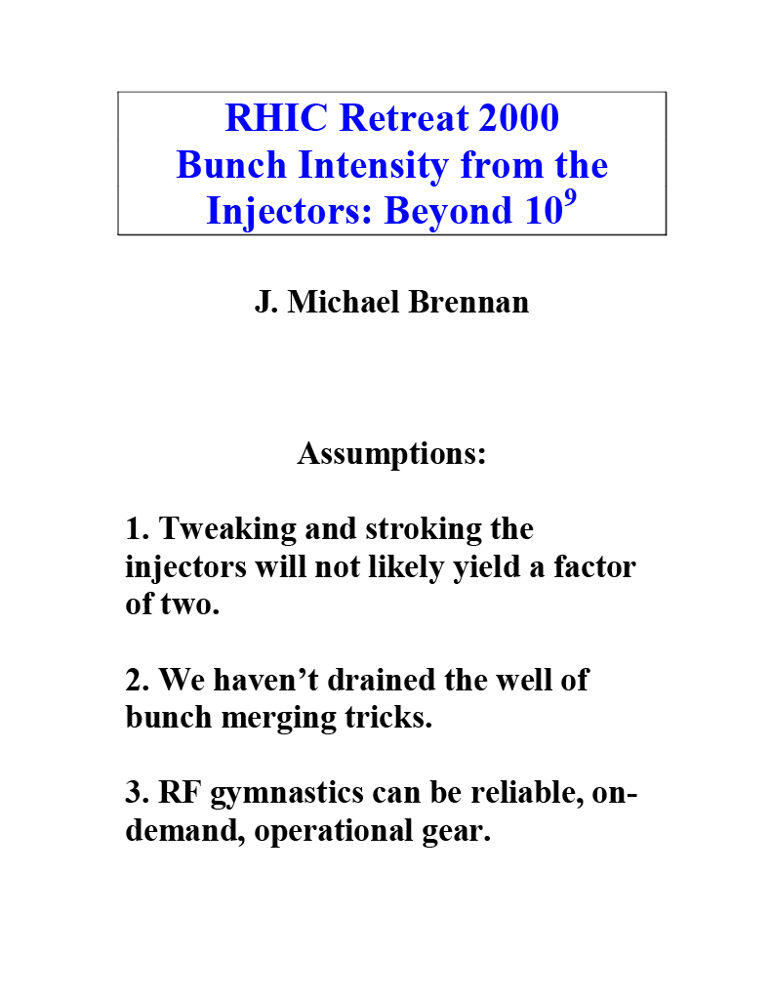 RHIC Retreat 2000
Bunch Intensity from the
Injectors: Beyond 10⁹
J. Michael Brennan
Assumptions:
1. Tweaking and stroking the
injectors will not likely yield a factor
of two.
2. We haven’t drained the well of
bunch merging tricks.
3. RF gymnastics can be reliable, on-
demand, operational gear.